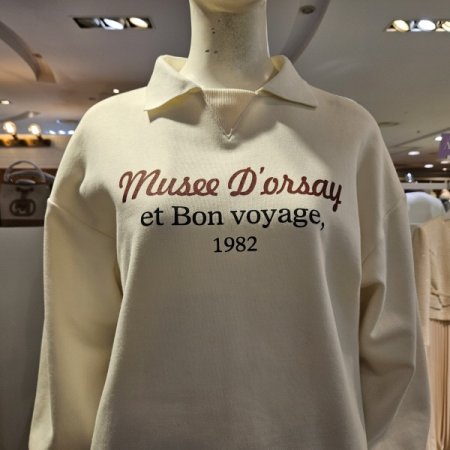 Musee D'orsay
et Bon voyage,
1982